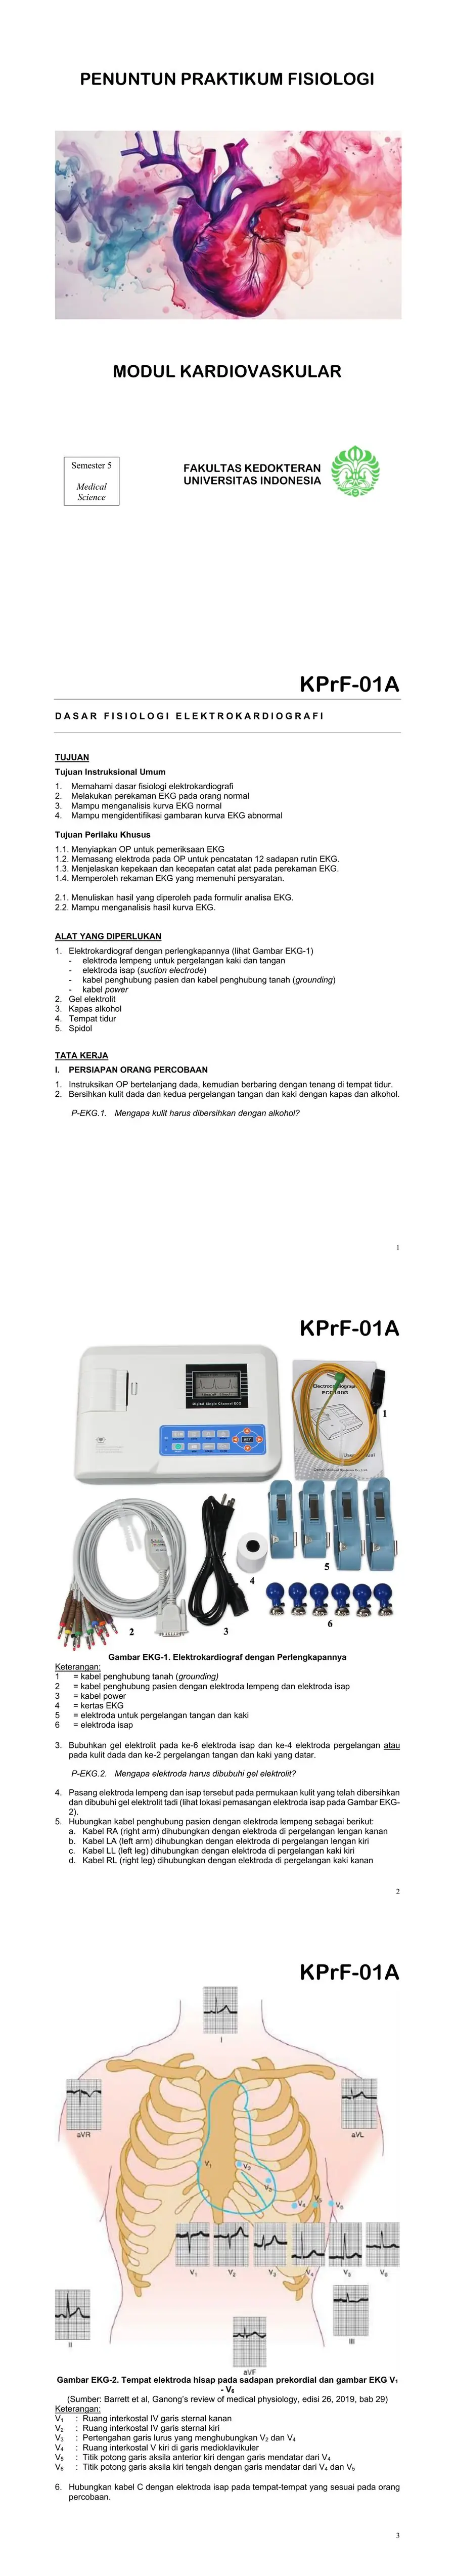 PENUNTUN PRAKTIKUM FISIOLOGI
MODUL KARDIOVASKULAR
Semester 5
Medical
Science
FAKULTAS KEDOKTERAN
UNIVERSITAS INDONESIA
KPrF-01A
DASAR FISIOLOGI ELEKTROKARDIOGRAFI
TUJUAN
Tujuan Instruksional Umum
1. Memahami dasar fisiologi elektrokardiografi
2. Melakukan perekaman EKG pada orang normal
3. Mampu menganalisis kurva EKG normal
4. Mampu mengidentifikasi gambaran kurva EKG abnormal
Tujuan Perilaku Khusus
1.1. Menyiapkan OP untuk pemeriksaan EKG
1.2. Memasang elektroda pada OP untuk pencatatan 12 sadapan rutin EKG.
1.3. Menjelaskan kepekaan dan kecepatan catat alat pada perekaman EKG.
1.4. Memperoleh rekaman EKG yang memenuhi persyaratan.
2.1. Menuliskan hasil yang diperoleh pada formulir analisa EKG.
2.2. Mampu menganalisis hasil kurva EKG.
ALAT YANG DIPERLUKAN
1. Elektrokardiograf dengan perlengkapannya (lihat Gambar EKG-1)
- elektroda lempeng untuk pergelangan kaki dan tangan
- elektroda isap (suction electrode)
- kabel penghubung pasien dan kabel penghubung tanah (grounding)
- kabel power
2. Gel elektrolit
3. Kapas alkohol
4. Tempat tidur
5. Spidol
TATA KERJA
I. PERSIAPAN ORANG PERCOBAAN
1. Instruksikan OP bertelanjang dada, kemudian berbaring dengan tenang di tempat tidur.
2. Bersihkan kulit dada dan kedua pergelangan tangan dan kaki dengan kapas dan alkohol.
P-EKG.1. Mengapa kulit harus dibersihkan dengan alkohol?
1
KPrF-01A
Digital Single Channel ECG
1
2
3
4
5
6
Gambar EKG-1. Elektrokardiograf dengan Perlengkapannya
Keterangan:
1 = kabel penghubung tanah (grounding)
2 = kabel penghubung pasien dengan elektroda lempeng dan elektroda isap
3 = kabel power
4 = kertas EKG
5 = elektroda untuk pergelangan tangan dan kaki
6 = elektroda isap
3. Bubuhkan gel elektrolit pada ke-6 elektroda isap dan ke-4 elektroda pergelangan atau
pada kulit dada dan ke-2 pergelangan tangan dan kaki yang datar.
P-EKG.2. Mengapa elektroda harus dibubuhi gel elektrolit?
4. Pasang elektroda lempeng dan isap tersebut pada permukaan kulit yang telah dibersihkan
dan dibubuhi gel elektrolit tadi (lihat lokasi pemasangan elektroda isap pada Gambar EKG-
2).
5. Hubungkan kabel penghubung pasien dengan elektroda lempeng sebagai berikut:
a. Kabel RA (right arm) dihubungkan dengan elektroda di pergelangan lengan kanan
b. Kabel LA (left arm) dihubungkan dengan elektroda di pergelangan lengan kiri
c. Kabel LL (left leg) dihubungkan dengan elektroda di pergelangan kaki kiri
d. Kabel RL (right leg) dihubungkan dengan elektroda di pergelangan kaki kanan
2
KPrF-01A
I
aVR
aVL
V1
V2
V3
V4
V5
V6
V1 V2 V3 V4 V5 V6
II
III
aVF
Gambar EKG-2. Tempat elektroda hisap pada sadapan prekordial dan gambar EKG V1
- V6
(Sumber: Barrett et al, Ganong's review of medical physiology, edisi 26, 2019, bab 29)
Keterangan:
V1 : Ruang interkostal IV garis sternal kanan
V2 : Ruang interkostal IV garis sternal kiri
V3 : Pertengahan garis lurus yang menghubungkan V2 dan V4
V4 : Ruang interkostal V kiri di garis medioklavikuler
V5 : Titik potong garis aksila anterior kiri dengan garis mendatar dari V4
V6 : Titik potong garis aksila kiri tengah dengan garis mendatar dari V4 dan V5
6. Hubungkan kabel C dengan elektroda isap pada tempat-tempat yang sesuai pada orang
percobaan.
3